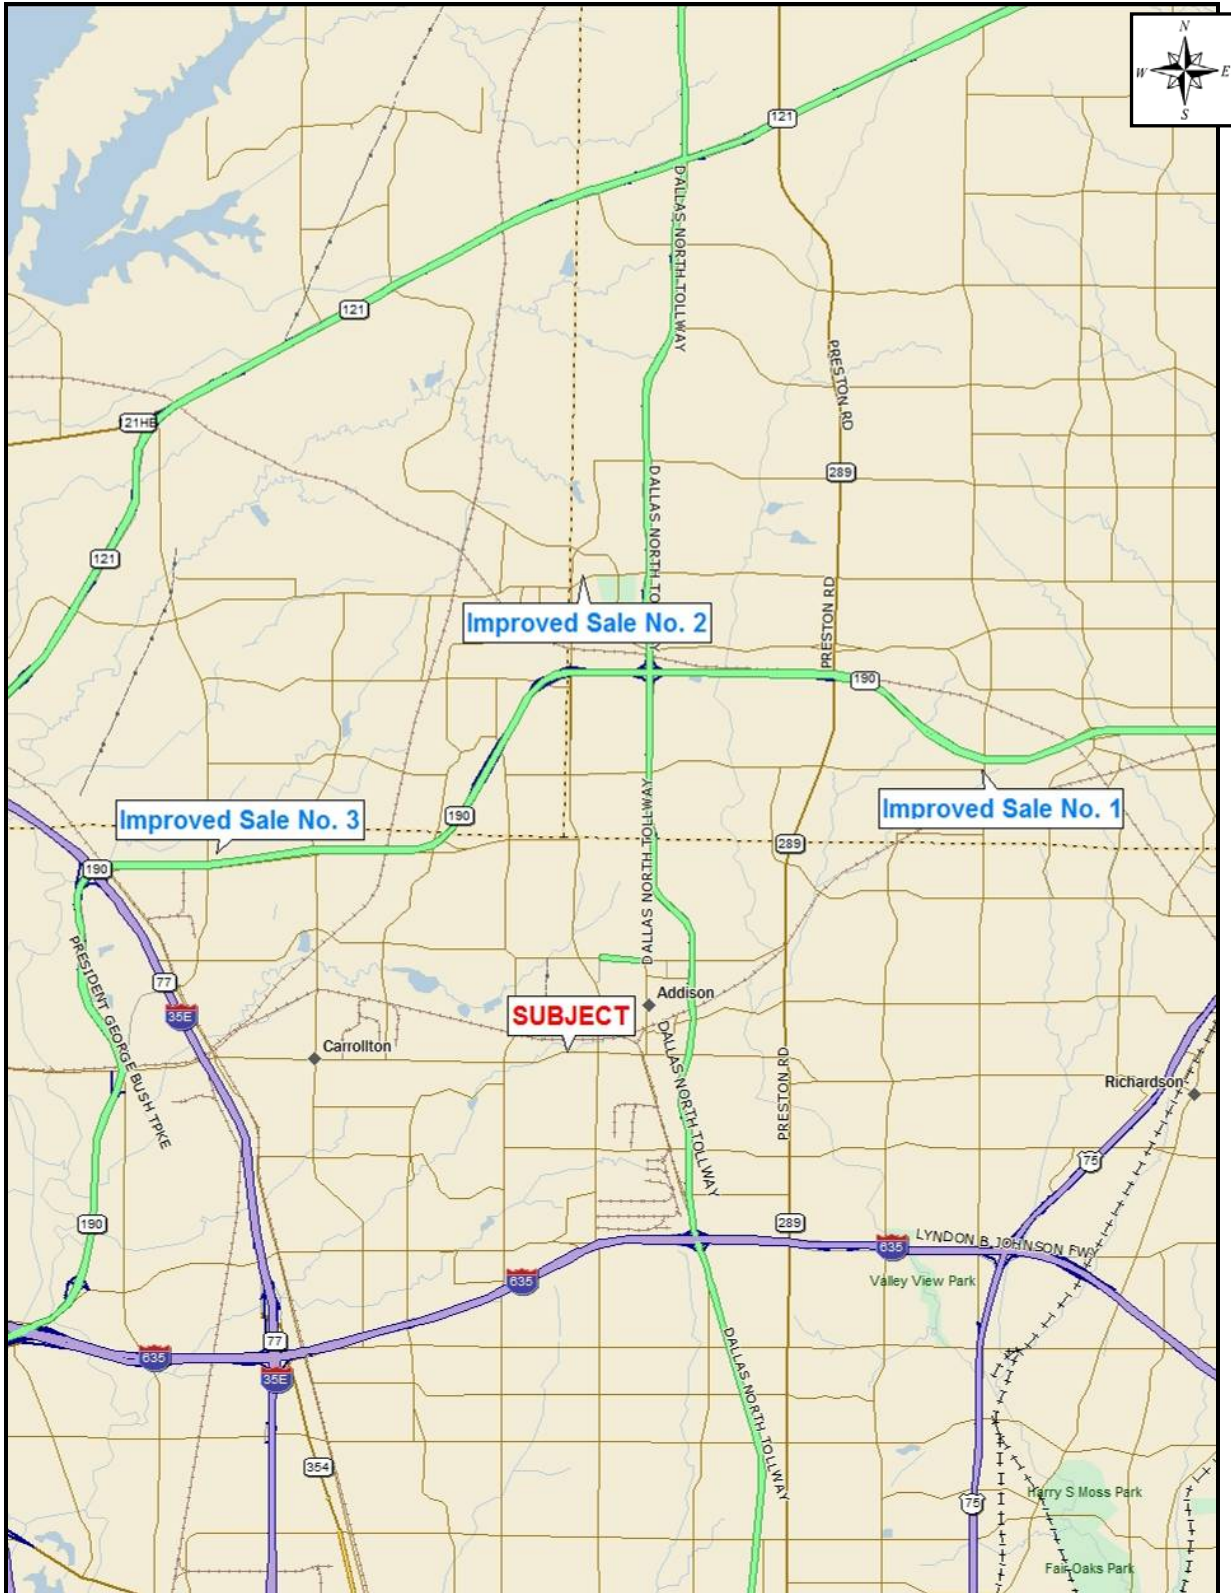 N
W E
S
121
DALLAS NORTH TOLLWAY
121
PRESTON RD
121HB
289
DALLAS NORTH TO
121
PRESTON RD
Improved Sale No. 2
190
DALLAS NORTH TOLLWAY
Improved Sale No. 1
Improved Sale No. 3
190
289
190
PRESIDENT GEORGE BUSH TPKE
77
35E
Addison
SUBJECT
Carrollton
DALLAS NORTH TOLLWAY
PRESTON RD
Richardson
75
190
289
LYNDON B JOHNSON FWY
635
635
Valley View Park
77
635
35E
DALLAS NORTH TOLLWAY
354
Harry S Moss Park
75
Fair Oaks Park